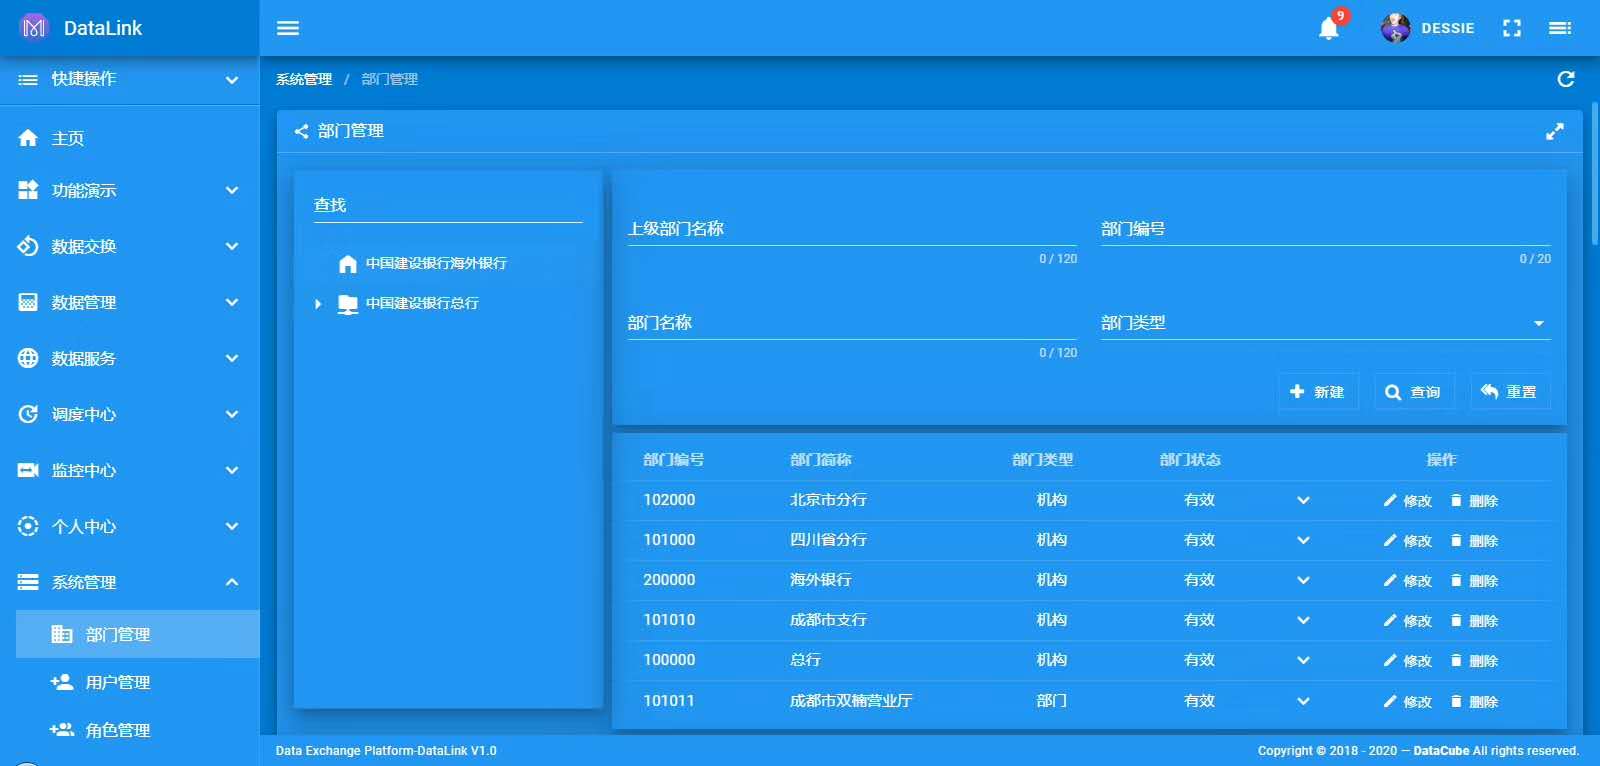 DataLink
9
DESSIE
快捷操作
主页
功能演示
数据交换
数据管理
数据服务
调度中心
监控中心
个人中心
系统管理
部门管理
用户管理
角色管理
系统管理 / 部门管理
部门管理
查找
中国建设银行海外银行
中国建设银行总行
上级部门名称
0 / 120
部门编号
0 / 20
部门名称
0 / 120
部门类型
新建 查询 重置
部门编号 部门简称 部门类型 部门状态 操作
102000 北京市分行 机构 有效 修改 删除
101000 四川省分行 机构 有效 修改 删除
200000 海外银行 机构 有效 修改 删除
101010 成都市支行 机构 有效 修改 删除
100000 总行 机构 有效 修改 删除
101011 成都市双楠营业厅 部门 有效 修改 删除
Data Exchange Platform-DataLink V1.0
Copyright © 2018 - 2020 — DataCube All rights reserved.